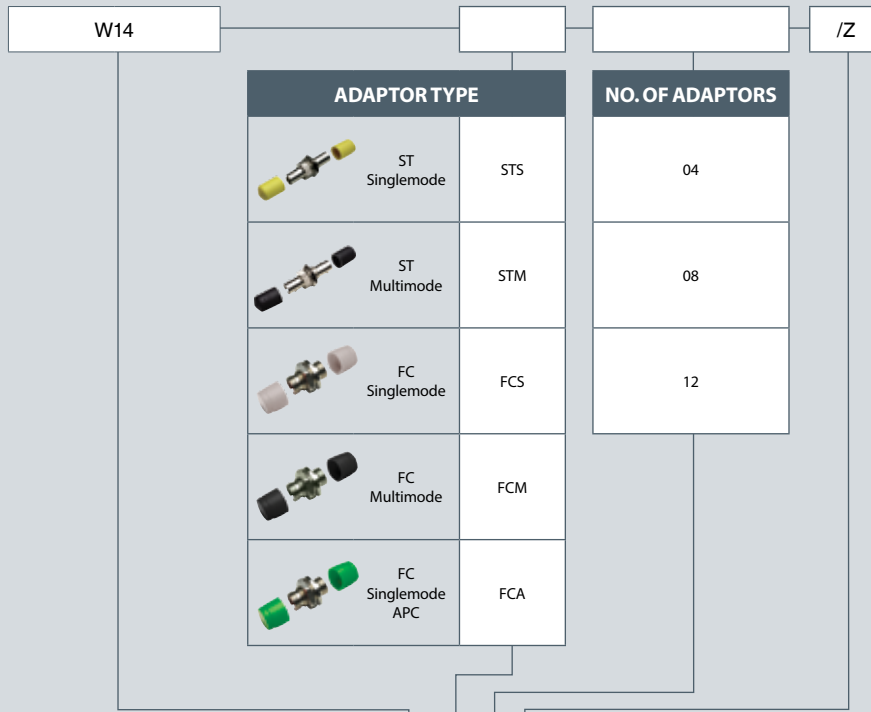 W14
/Z
ADAPTOR TYPE
NO. OF ADAPTORS
ST
Singlemode
STS
04
ST
Multimode
STM
08
FC
Singlemode
FCS
12
FC
Multimode
FCM
FC
Singlemode
APC
FCA